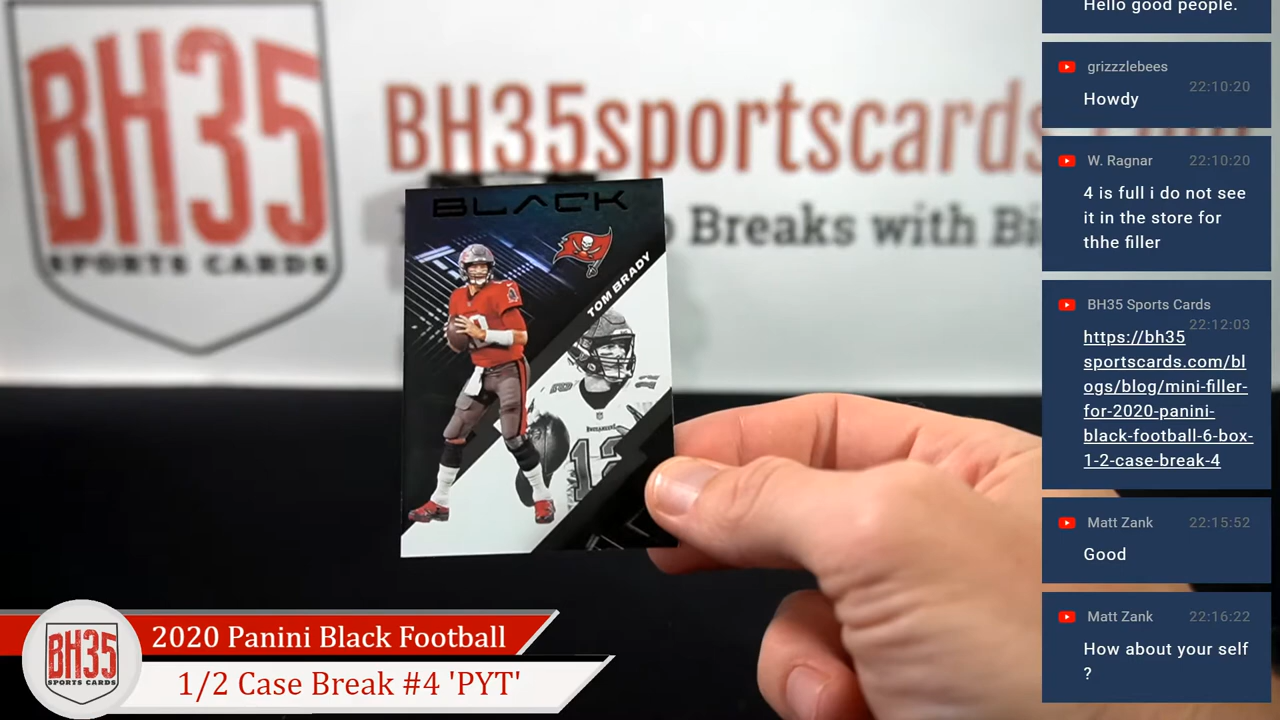 BH35
SPORTS CARDS
BH35sportscards
Breaks with
BLACK
TOM BRADY
BUCCANEERS
12
2020 Panini Black Football
1/2 Case Break #4 'PYT'
BH35
SPORTS CARDS
Hello good people.
grizzzlebees
22:10:20
Howdy
W. Ragnar 22:10:20
4 is full i do not see
it in the store for
thhe filler
BH35 Sports Cards
22:12:03
https://bh35
sportscards.com/bl
ogs/blog/mini-filler-
for-2020-panini-
black-football-6-box-
1-2-case-break-4
Matt Zank 22:15:52
Good
Matt Zank 22:16:22
How about your self
?